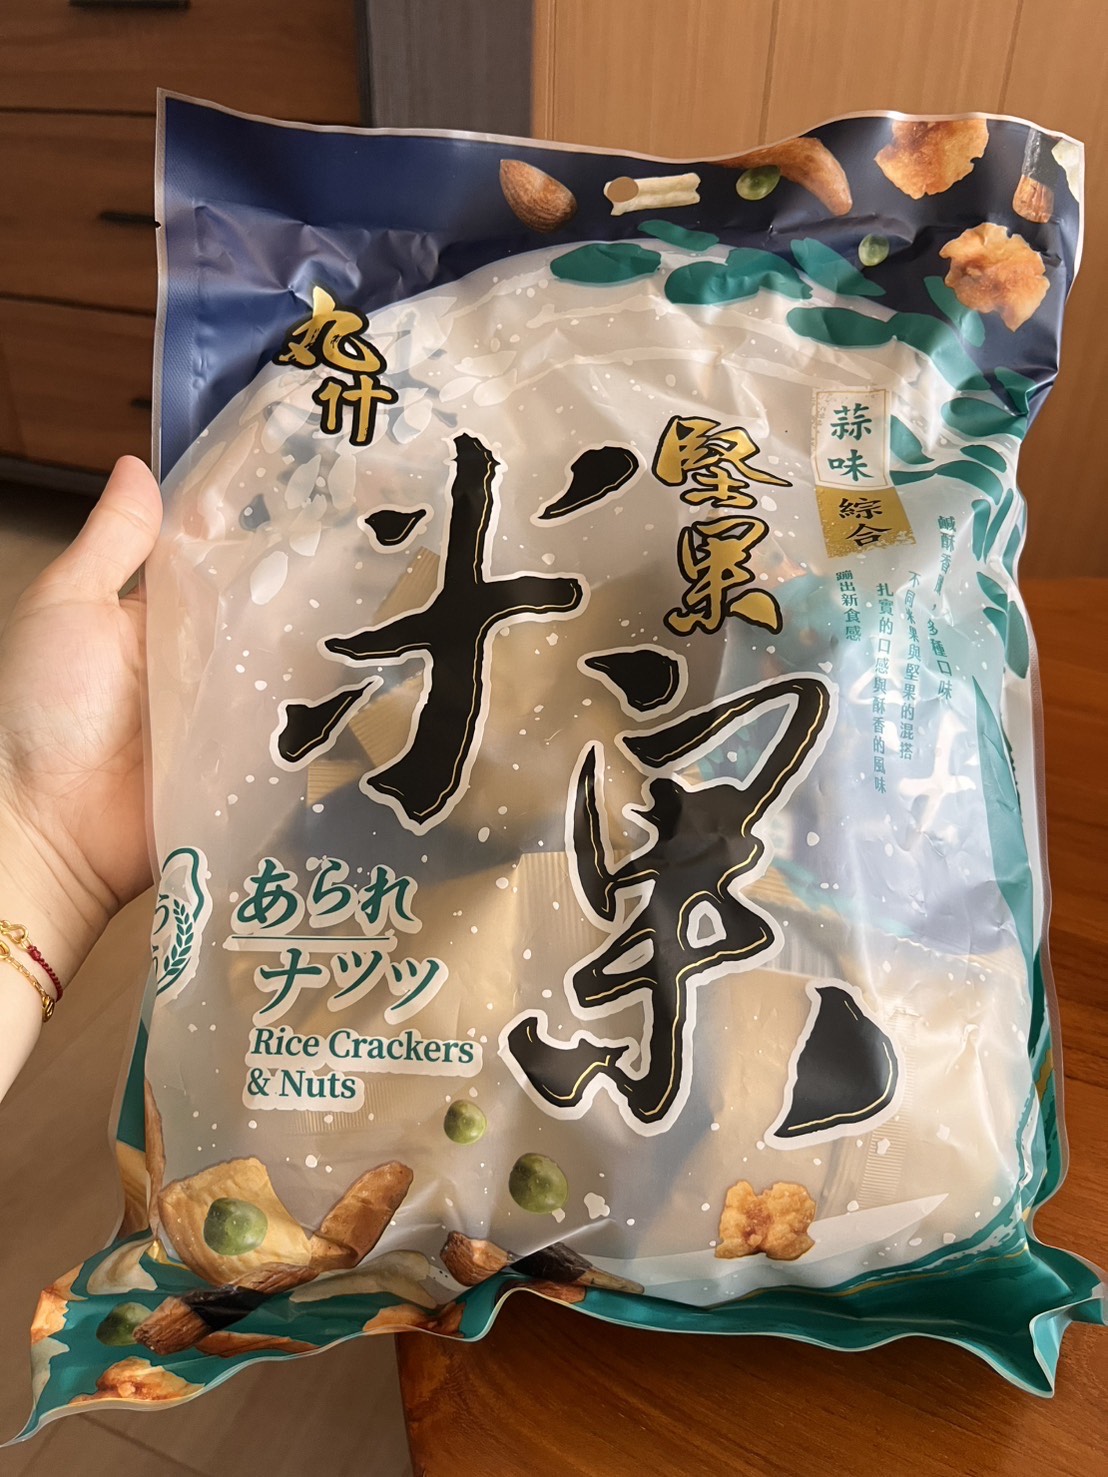 丸什
堅果
米果
蒜味
綜合
鹹酥香脆，多種口味
不同米果與堅果的混搭
扎實的口感與酥香的風味
蹦出新食感
あられ
ナッツ
Rice Crackers
& Nuts